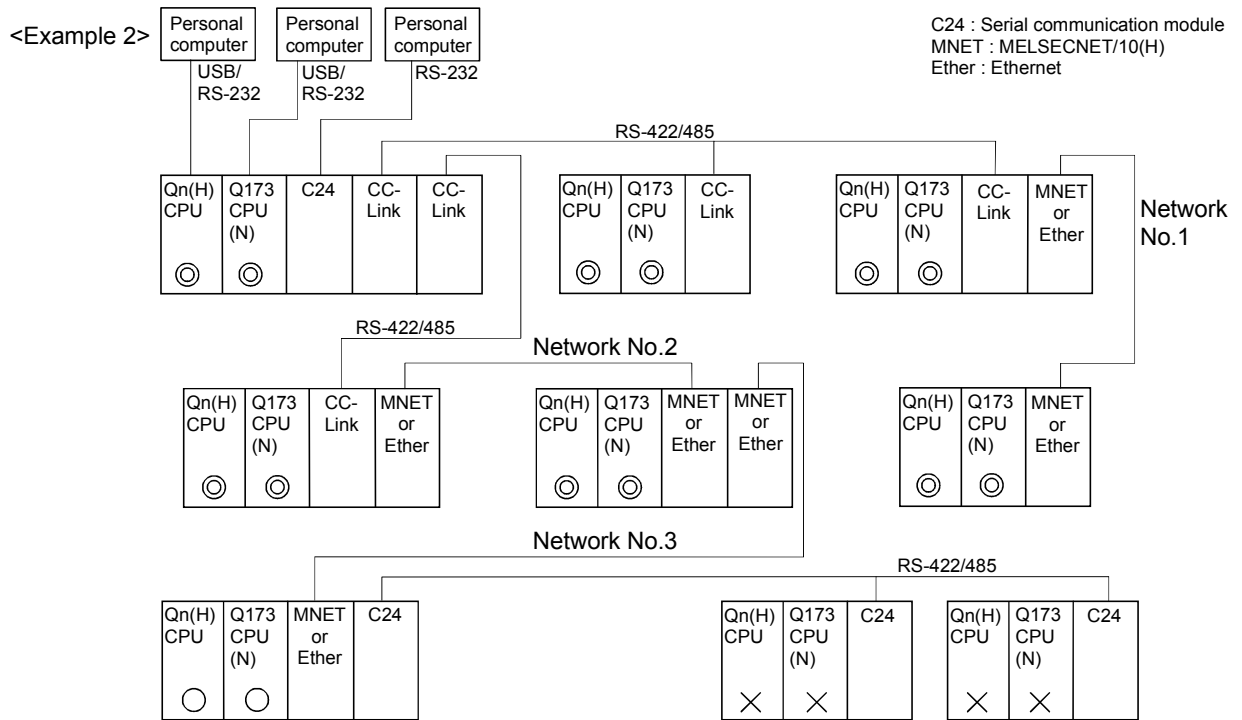 <Example 2>
Personal
computer
Personal
computer
Personal
computer
C24 : Serial communication module
MNET : MELSECNET/10(H)
Ether : Ethernet
USB/
RS-232
USB/
RS-232
RS-232
RS-422/485
Qn(H)
CPU
◎
Q173
CPU
(N)
◎
C24
CC-
Link
CC-
Link
Qn(H)
CPU
◎
Q173
CPU
(N)
◎
CC-
Link
Qn(H)
CPU
◎
Q173
CPU
(N)
◎
CC-
Link
MNET
or
Ether
Network
No.1
RS-422/485
Network No.2
Qn(H)
CPU
◎
Q173
CPU
(N)
◎
CC-
Link
MNET
or
Ether
Qn(H)
CPU
◎
Q173
CPU
(N)
◎
MNET
or
Ether
MNET
or
Ether
Qn(H)
CPU
◎
Q173
CPU
(N)
◎
MNET
or
Ether
Network No.3
RS-422/485
Qn(H)
CPU
○
Q173
CPU
(N)
○
MNET
or
Ether
C24
Qn(H)
CPU
×
Q173
CPU
(N)
×
C24
Qn(H)
CPU
×
Q173
CPU
(N)
×
C24